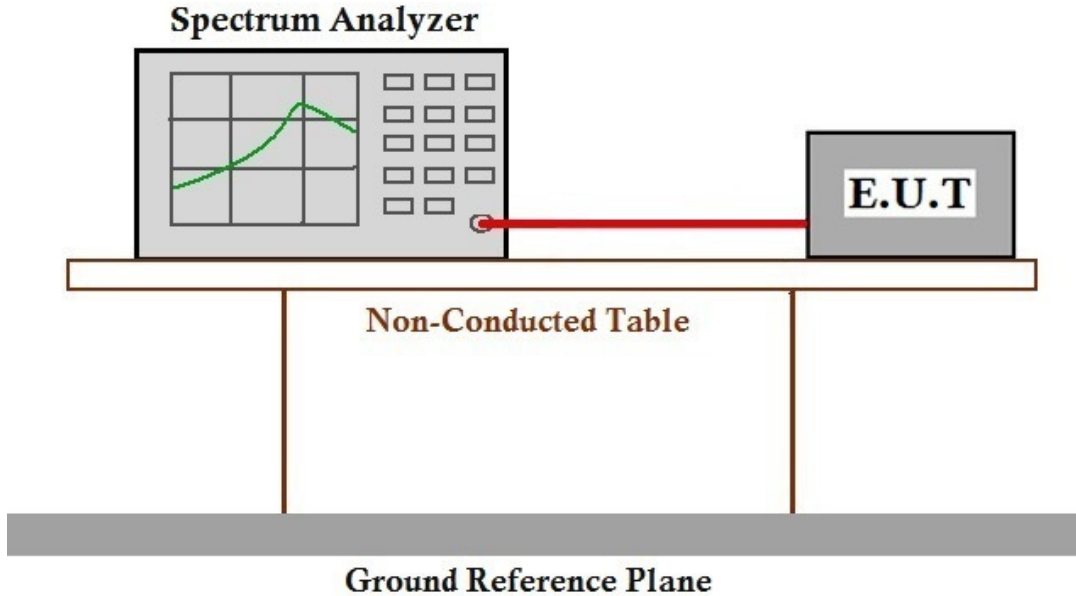 Spectrum Analyzer
E.U.T
Non-Conducted Table
Ground Reference Plane